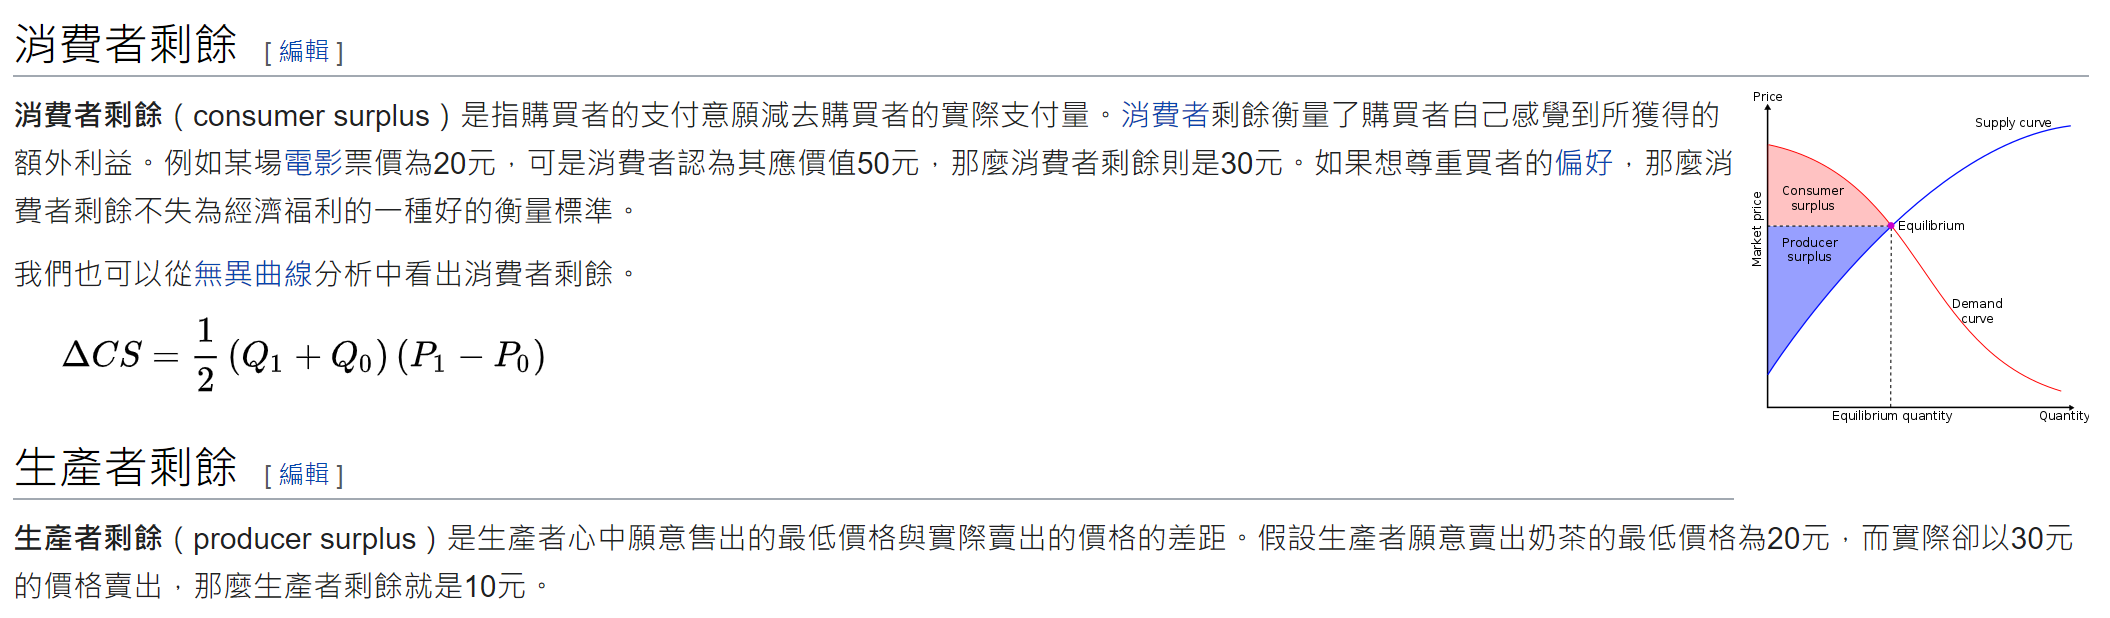 消費者剩餘 [ 編輯 ]
消費者剩餘（consumer surplus）是指購買者的支付意願減去購買者的實際支付量。消費者剩餘衡量了購買者自己感覺到所獲得的
額外利益。例如某場電影票價為20元，可是消費者認為其應價值50元，那麼消費者剩餘則是30元。如果想尊重買者的偏好，那麼消
費者剩餘不失為經濟福利的一種好的衡量標準。
我們也可以從無異曲線分析中看出消費者剩餘。
ΔCS = 1/2 (Q₁ + Q₀) (P₁ − P₀)
Price
Supply curve
Consumer
surplus
Market price
Equilibrium
Producer
surplus
Demand
curve
Equilibrium quantity
Quantity
生產者剩餘 [ 編輯 ]
生產者剩餘（producer surplus）是生產者心中願意售出的最低價格與實際賣出的價格的差距。假設生產者願意賣出奶茶的最低價格為20元，而實際卻以30元
的價格賣出，那麼生產者剩餘就是10元。